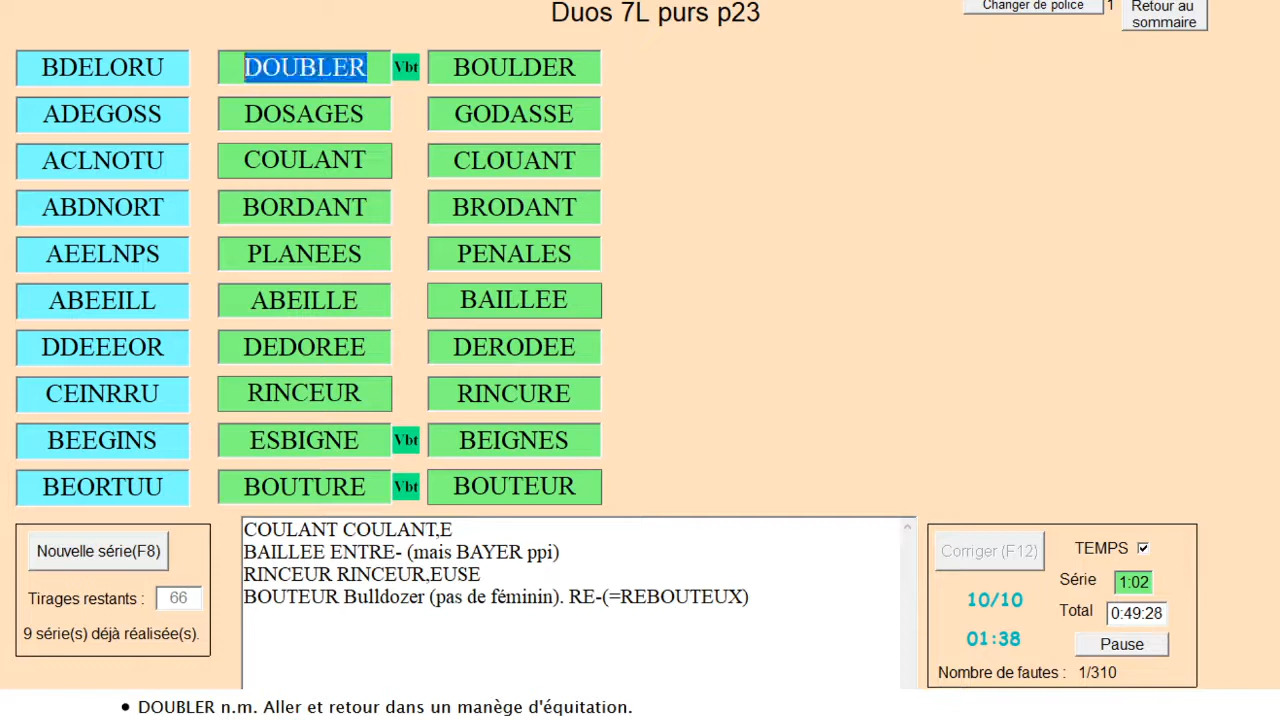 Duos 7L purs p23
Changer de police 1 Retour au sommaire
BDELORU DOUBLER Vbt BOULDER
ADEGOSS DOSAGES GODASSE
ACLNOTU COULANT CLOUANT
ABDNORT BORDANT BRODANT
AEELNPS PLANEES PENALES
ABEEILL ABEILLE BAILLEE
DDEEEOR DEDOREE DERODEE
CEINRRU RINCEUR RINCURE
BEEGINS ESBIGNE Vbt BEIGNES
BEORTUU BOUTURE Vbt BOUTEUR
Nouvelle série(F8)
Tirages restants : 66
9 série(s) déjà réalisée(s).
COULANT COULANT,E
BAILLEE ENTRE- (mais BAYER ppi)
RINCEUR RINCEUR,EUSE
BOUTEUR Bulldozer (pas de féminin). RE-(=REBOUTEUX)
Corriger (F12) TEMPS
Série 1:02
10/10
Total 0:49:28
01:38
Pause
Nombre de fautes : 1/310
• DOUBLER n.m. Aller et retour dans un manège d'équitation.